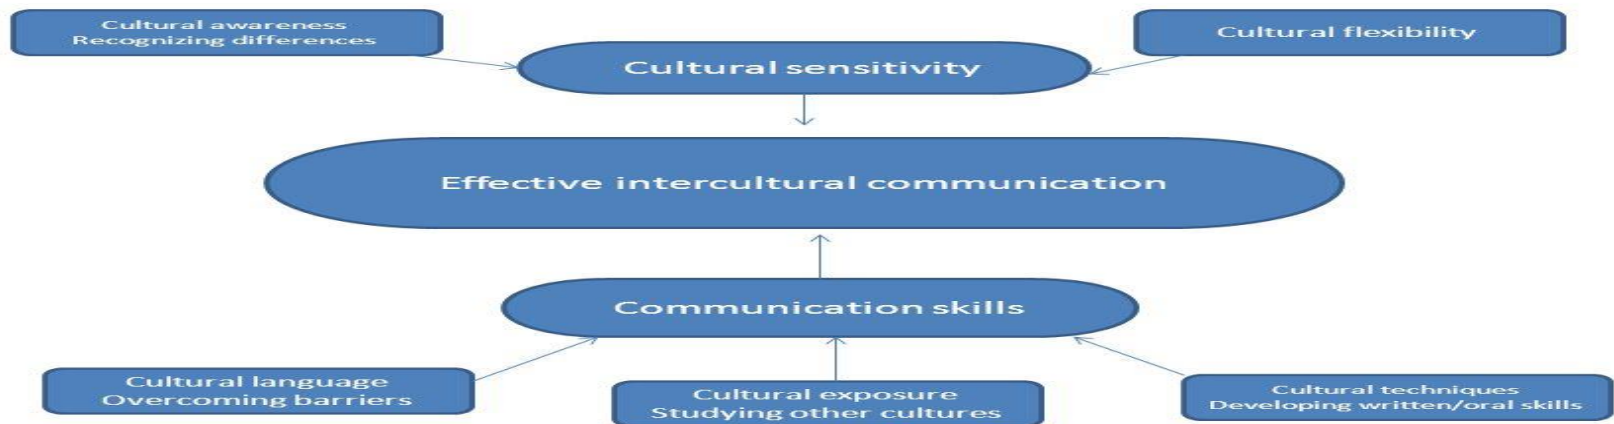 Cultural awareness
Recognizing differences
Cultural flexibility
Cultural sensitivity
Effective intercultural communication
Communication skills
Cultural language
Overcoming barriers
Cultural exposure
Studying other cultures
Cultural techniques
Developing written/oral skills